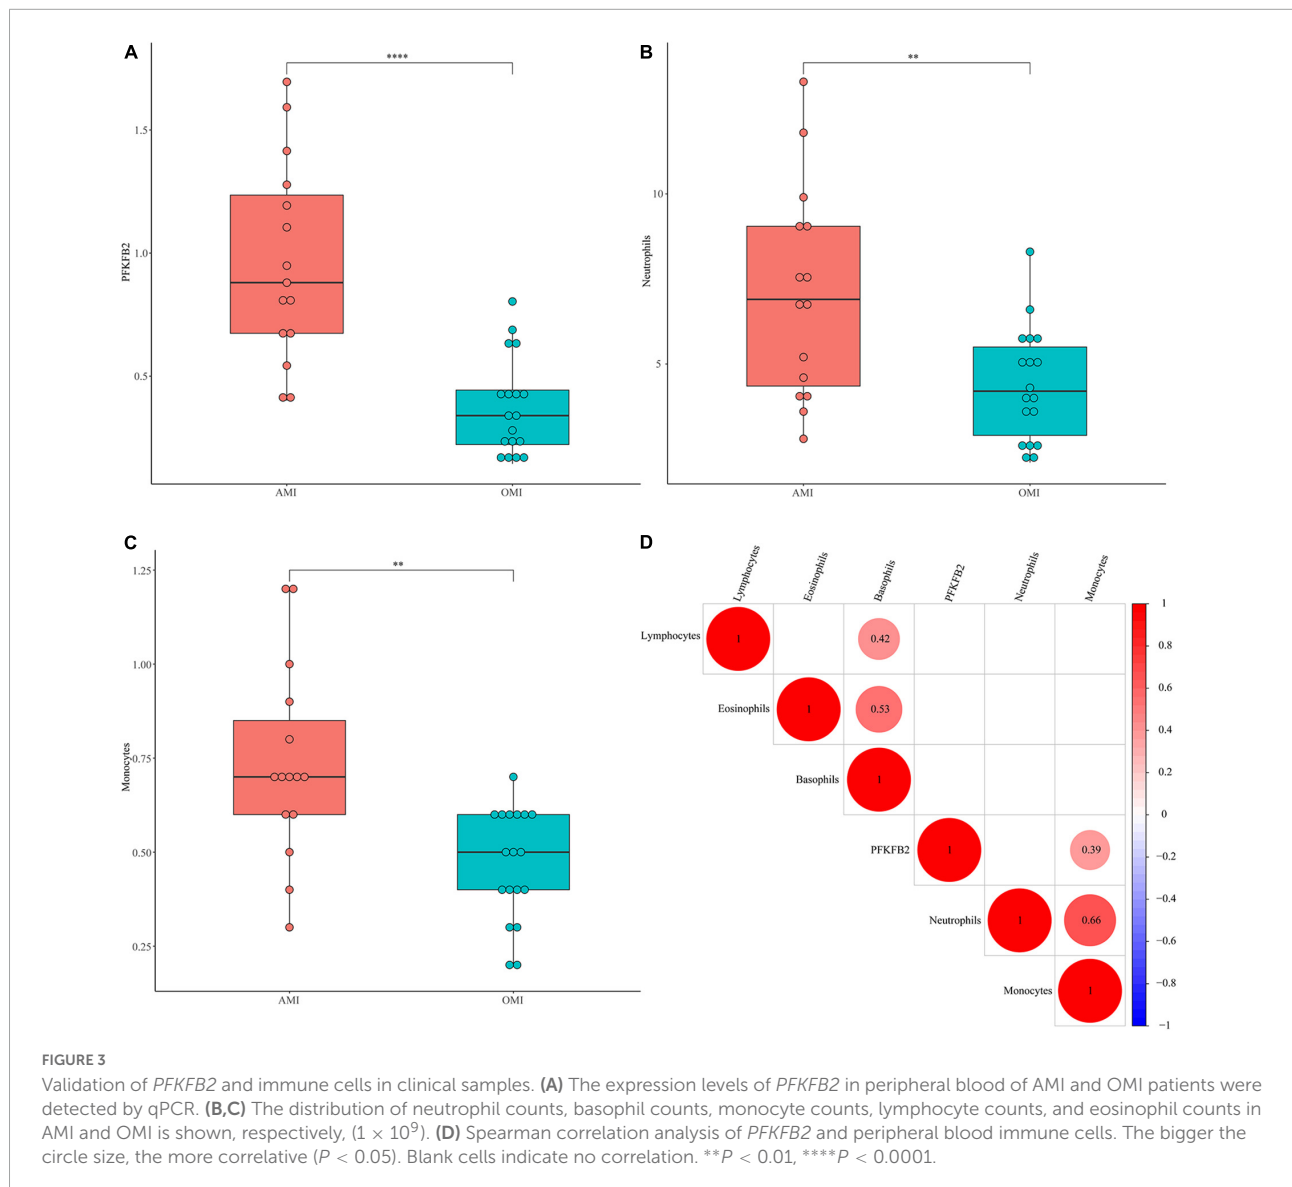 A
****
PFKFB2
1.5
1.0
0.5
AMI
OMI
B
**
Neutrophils
10
5
AMI
OMI
C
**
Monocytes
1.25
1.00
0.75
0.50
0.25
AMI
OMI
D
Lymphocytes
Eosinophils
Basophils
PFKFB2
Neutrophils
Monocytes
Lymphocytes 1 0.42
Eosinophils 1 0.53
Basophils 1
PFKFB2 1 0.39
Neutrophils 1 0.66
Monocytes 1
1
0.8
0.6
0.4
0.2
0
−0.2
−0.4
−0.6
−0.8
−1
FIGURE 3
Validation of PFKFB2 and immune cells in clinical samples. (A) The expression levels of PFKFB2 in peripheral blood of AMI and OMI patients were
detected by qPCR. (B,C) The distribution of neutrophil counts, basophil counts, monocyte counts, lymphocyte counts, and eosinophil counts in
AMI and OMI is shown, respectively, (1 × 10⁹). (D) Spearman correlation analysis of PFKFB2 and peripheral blood immune cells. The bigger the
circle size, the more correlative (P < 0.05). Blank cells indicate no correlation. **P < 0.01, ****P < 0.0001.